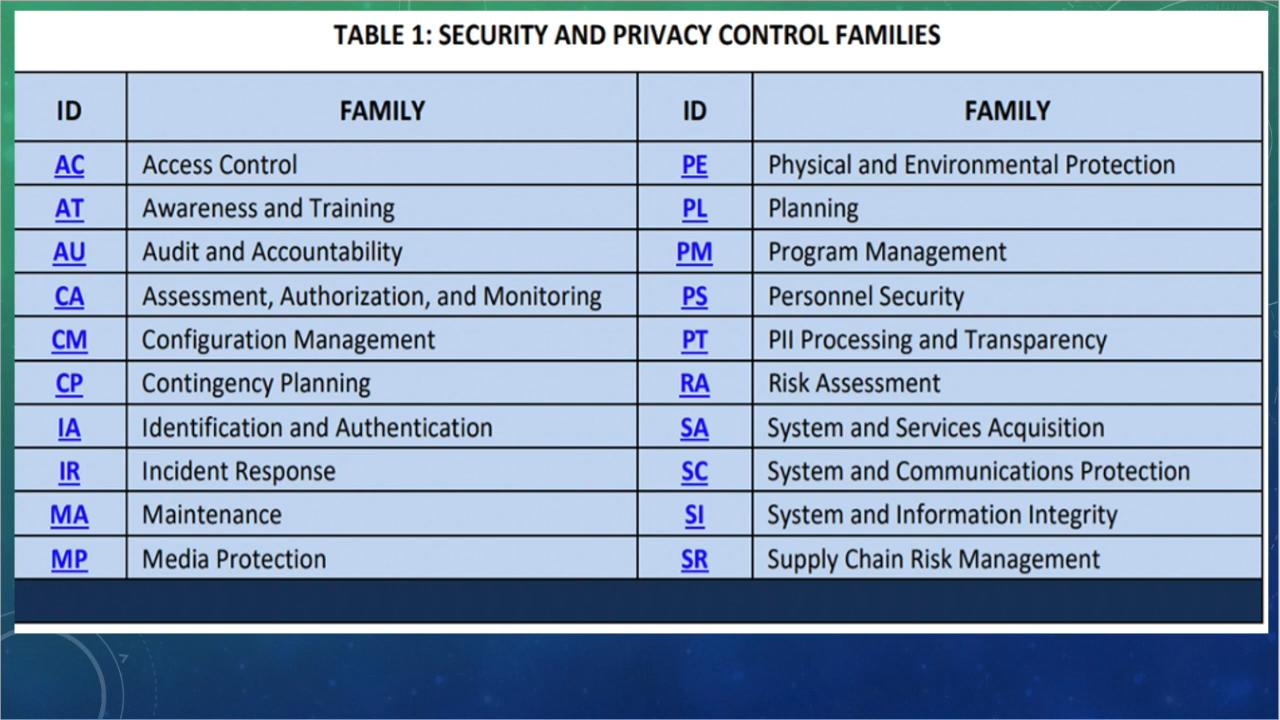 TABLE 1: SECURITY AND PRIVACY CONTROL FAMILIES
ID FAMILY ID FAMILY
AC Access Control PE Physical and Environmental Protection
AT Awareness and Training PL Planning
AU Audit and Accountability PM Program Management
CA Assessment, Authorization, and Monitoring PS Personnel Security
CM Configuration Management PT PII Processing and Transparency
CP Contingency Planning RA Risk Assessment
IA Identification and Authentication SA System and Services Acquisition
IR Incident Response SC System and Communications Protection
MA Maintenance SI System and Information Integrity
MP Media Protection SR Supply Chain Risk Management